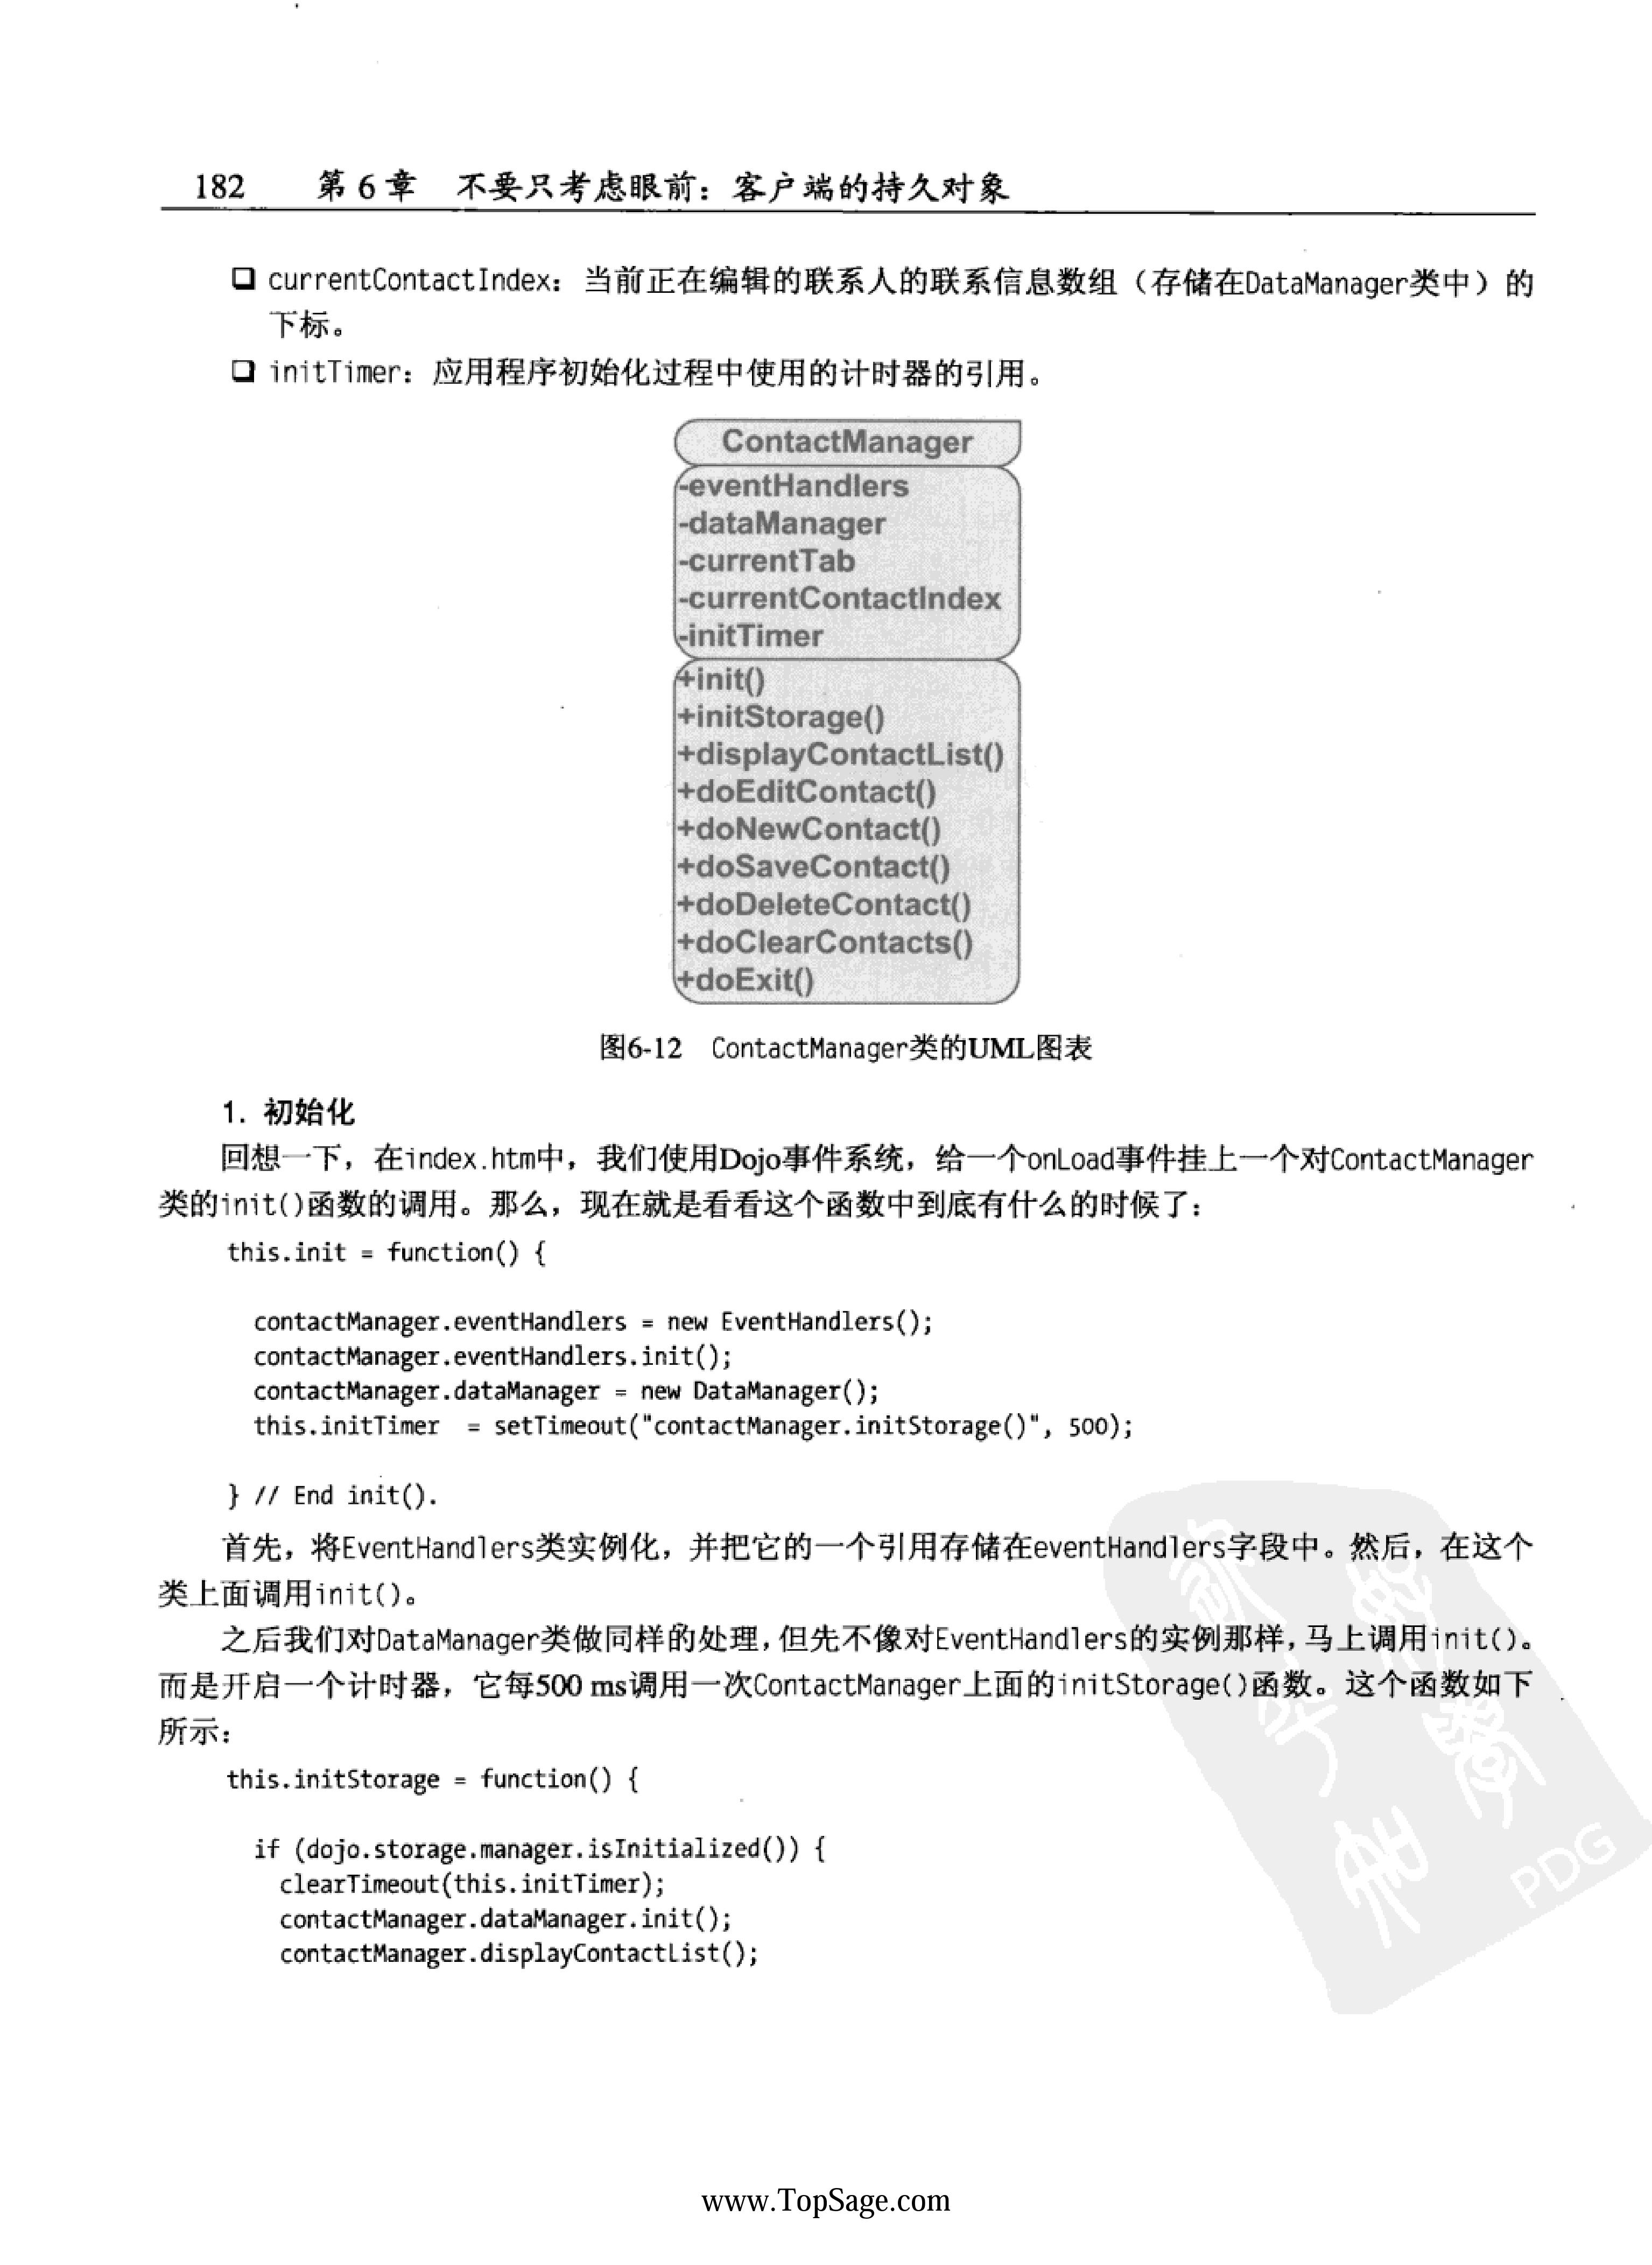 182 第 6 章 不要只考虑眼前：客户端的持久对象
❏ currentContactIndex：当前正在编辑的联系人的联系信息数组（存储在DataManager类中）的
下标。
❏ initTimer：应用程序初始化过程中使用的计时器的引用。
ContactManager
-eventHandlers
-dataManager
-currentTab
-currentContactIndex
-initTimer
+init()
+initStorage()
+displayContactList()
+doEditContact()
+doNewContact()
+doSaveContact()
+doDeleteContact()
+doClearContacts()
+doExit()
图6-12 ContactManager类的UML图表
1. 初始化
回想一下，在index.htm中，我们使用Dojo事件系统，给一个onLoad事件挂上一个对ContactManager
类的init()函数的调用。那么，现在就是看看这个函数中到底有什么的时候了：
this.init = function() {
contactManager.eventHandlers = new EventHandlers();
contactManager.eventHandlers.init();
contactManager.dataManager = new DataManager();
this.initTimer = setTimeout("contactManager.initStorage()", 500);
} // End init().
首先，将EventHandlers类实例化，并把它的一个引用存储在eventHandlers字段中。然后，在这个
类上面调用init()。
之后我们对DataManager类做同样的处理，但先不像对EventHandlers的实例那样，马上调用init()。
而是开启一个计时器，它每500 ms调用一次ContactManager上面的initStorage()函数。这个函数如下
所示：
this.initStorage = function() {
if (dojo.storage.manager.isInitialized()) {
clearTimeout(this.initTimer);
contactManager.dataManager.init();
contactManager.displayContactList();
PDG
www.TopSage.com